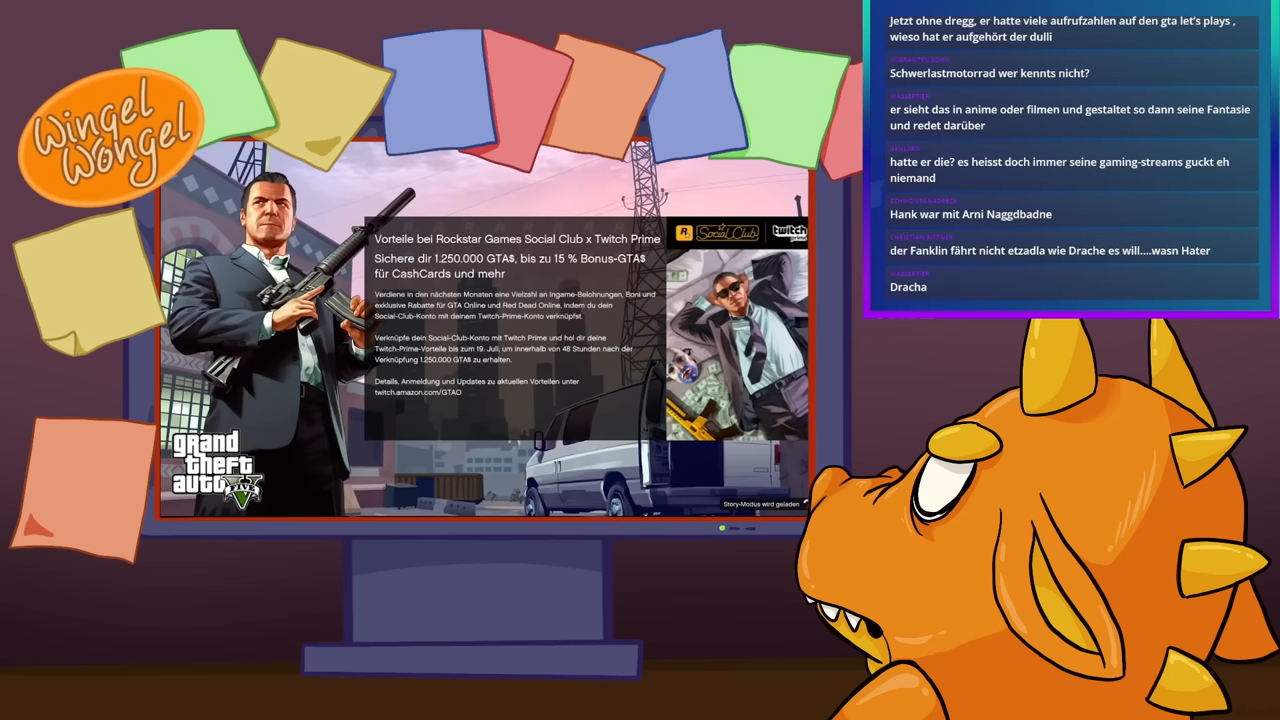 Wingel
Wongel
Vorteile bei Rockstar Games Social Club x Twitch Prime
Sichere dir 1.250.000 GTA$, bis zu 15 % Bonus-GTA$
für CashCards und mehr
Verdiene in den nächsten Monaten eine Vielzahl an Ingame-Belohnungen, Boni und
exklusive Rabatte für GTA Online und Red Dead Online, indem du dein
Social-Club-Konto mit deinem Twitch-Prime-Konto verknüpfst.
Verknüpfe dein Social-Club-Konto mit Twitch Prime und hol dir deine
Twitch-Prime-Vorteile bis zum 19. Juli, um innerhalb von 48 Stunden nach der
Verknüpfung 1.250.000 GTA$ zu erhalten.
Details, Anmeldung und Updates zu aktuellen Vorteilen unter
twitch.amazon.com/GTAO
R Social Club twitch
prime
grand
theft
auto V
FIVE
Story-Modus wird geladen
Jetzt ohne dregg, er hatte viele aufrufzahlen auf den gta let's plays ,
wieso hat er aufgehört der dulli
Schwerlastmotorrad wer kennts nicht?
WASSERTIER
er sieht das in anime oder filmen und gestaltet so dann seine Fantasie
und redet darüber
hatte er die? es heisst doch immer seine gaming-streams guckt eh
niemand
Hank war mit Arni Naggdbadne
der Fanklin fährt nicht etzadla wie Drache es will....wasn Hater
WASSERTIER
Dracha